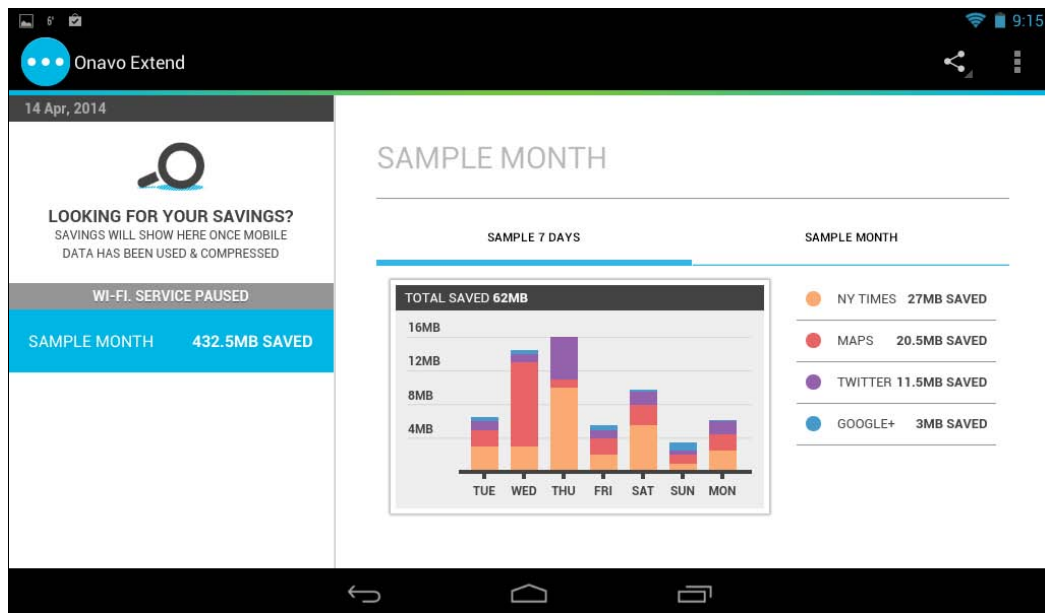 6'
9:15
Onavo Extend
14 Apr, 2014
LOOKING FOR YOUR SAVINGS?
SAVINGS WILL SHOW HERE ONCE MOBILE
DATA HAS BEEN USED & COMPRESSED
WI-FI. SERVICE PAUSED
SAMPLE MONTH 432.5MB SAVED
SAMPLE MONTH
SAMPLE 7 DAYS
SAMPLE MONTH
TOTAL SAVED 62MB
16MB
12MB
8MB
4MB
TUE WED THU FRI SAT SUN MON
NY TIMES 27MB SAVED
MAPS 20.5MB SAVED
TWITTER 11.5MB SAVED
GOOGLE+ 3MB SAVED